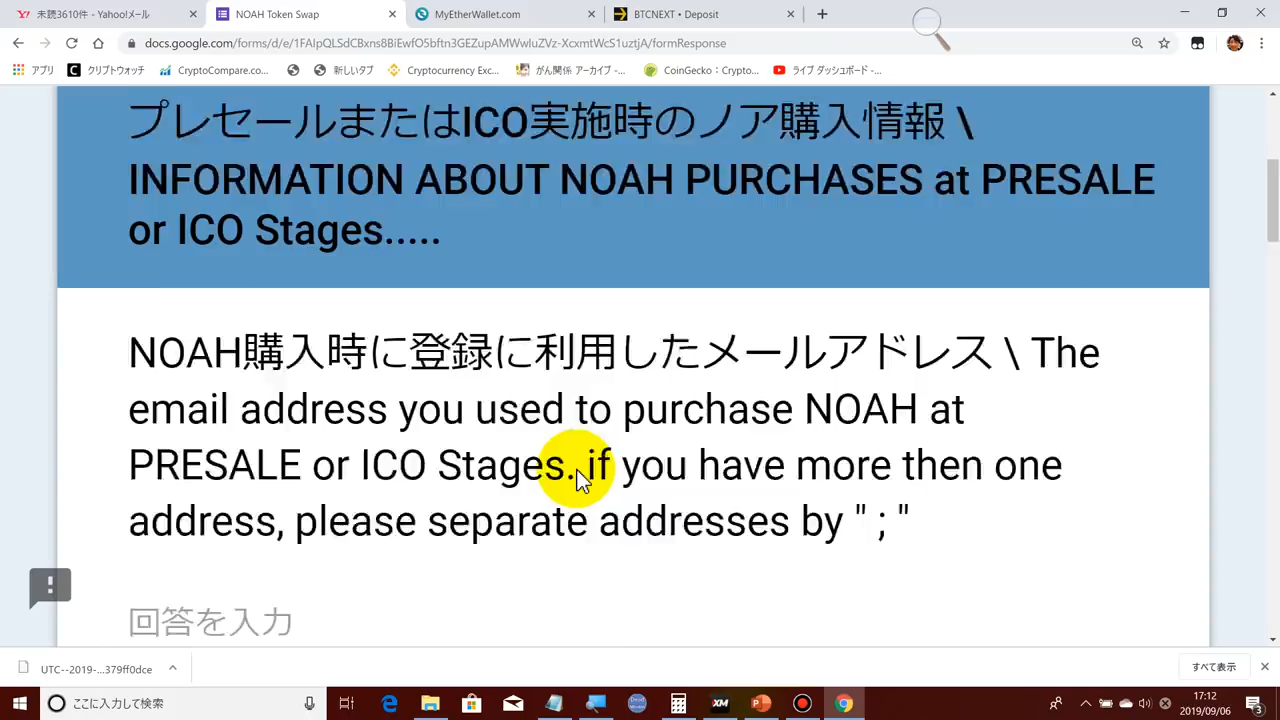 未読3610件 - Yahoo!メール
NOAH Token Swap
MyEtherWallet.com
BTCNEXT • Deposit
docs.google.com/forms/d/e/1FAIpQLSdCBxns8BiEwfO5bftn3GEZupAMWwluZVz-XcxmtWcS1uztjA/formResponse
アプリ
クリプトウォッチ
CryptoCompare.co...
新しいタブ
Cryptocurrency Exc...
がん関係 アーカイブ -...
CoinGecko : Crypto...
ライブ ダッシュボード -...
プレセールまたはICO実施時のノア購入情報 \
INFORMATION ABOUT NOAH PURCHASES at PRESALE
or ICO Stages.....
NOAH購入時に登録に利用したメールアドレス \ The
email address you used to purchase NOAH at
PRESALE or ICO Stages.. if you have more then one
address, please separate addresses by " ; "
回答を入力
UTC--2019-...379ff0dce
すべて表示
ここに入力して検索
XM
17:12
2019/09/06
3